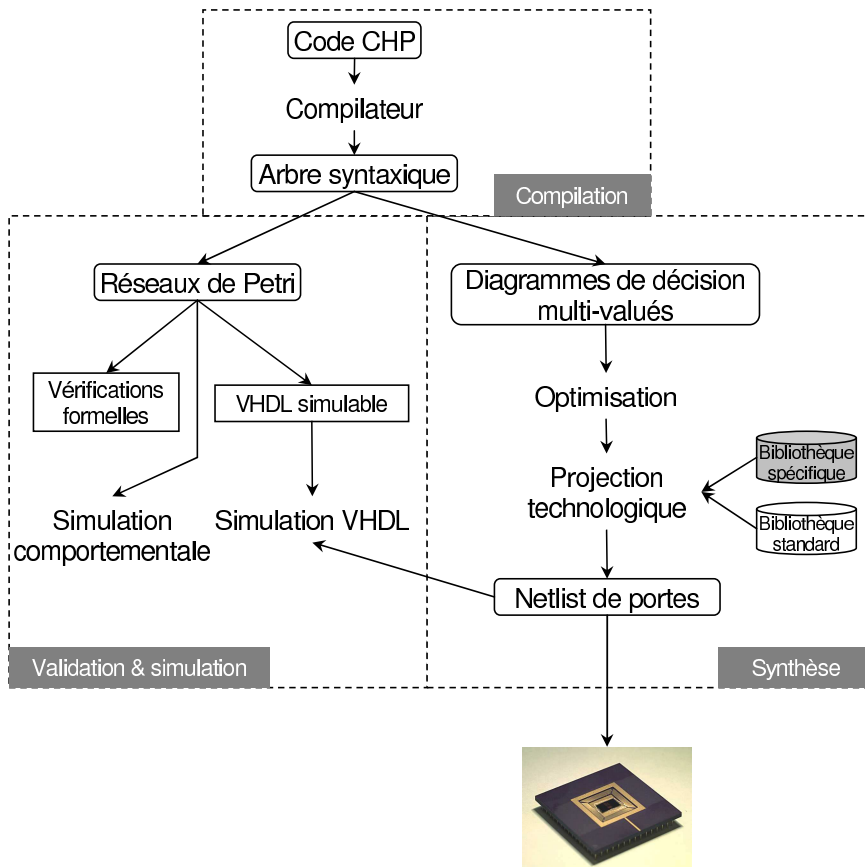 Code CHP
Compilateur
Arbre syntaxique
Compilation
Réseaux de Petri
Diagrammes de décision
multi-valués
Vérifications
formelles
VHDL simulable
Optimisation
Bibliothèque
spécifique
Projection
technologique
Simulation
comportementale
Simulation VHDL
Bibliothèque
standard
Netlist de portes
Validation & simulation
Synthèse